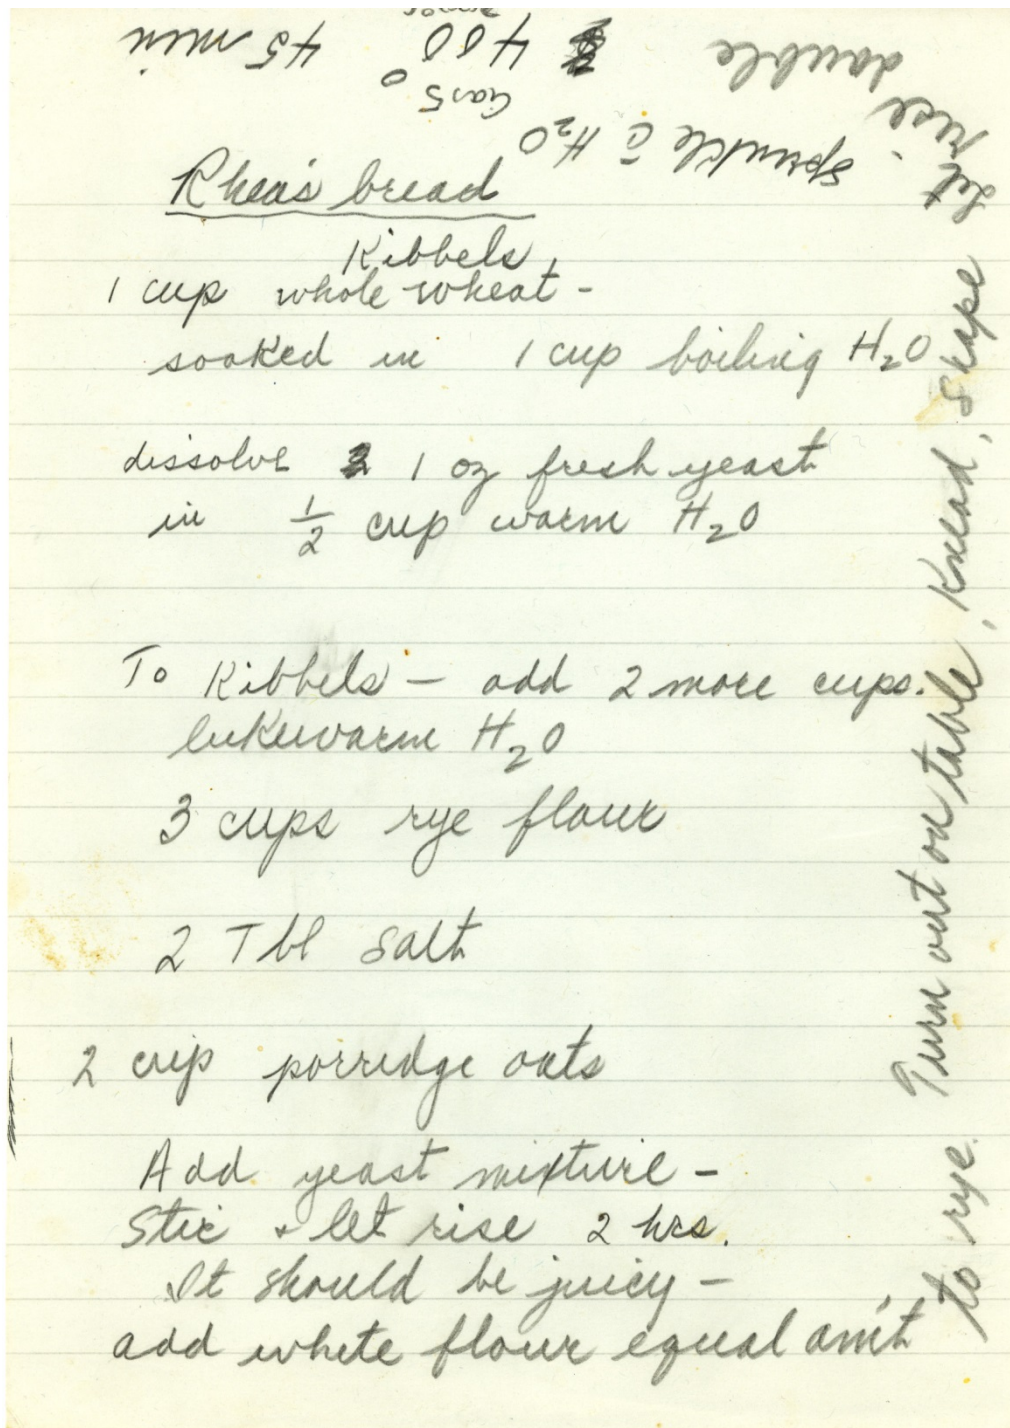 Rhea's bread
Kibbels
1 cup whole wheat -
soaked in 1 cup boiling H₂O
dissolve 1 oz fresh yeast
in 1/2 cup warm H₂O
To Kibbels — add 2 more cups.
lukewarm H₂O
3 cups rye flour
2 Tbl salt
2 cup porridge oats
Add yeast mixture -
Stir + let rise 2 hrs.
It should be juicy -
add white flour equal am't
to rye. Turn out on table, Knead, shape
Let rise
double
sprinkle c̄ H₂O
400 45 min
Gas 5